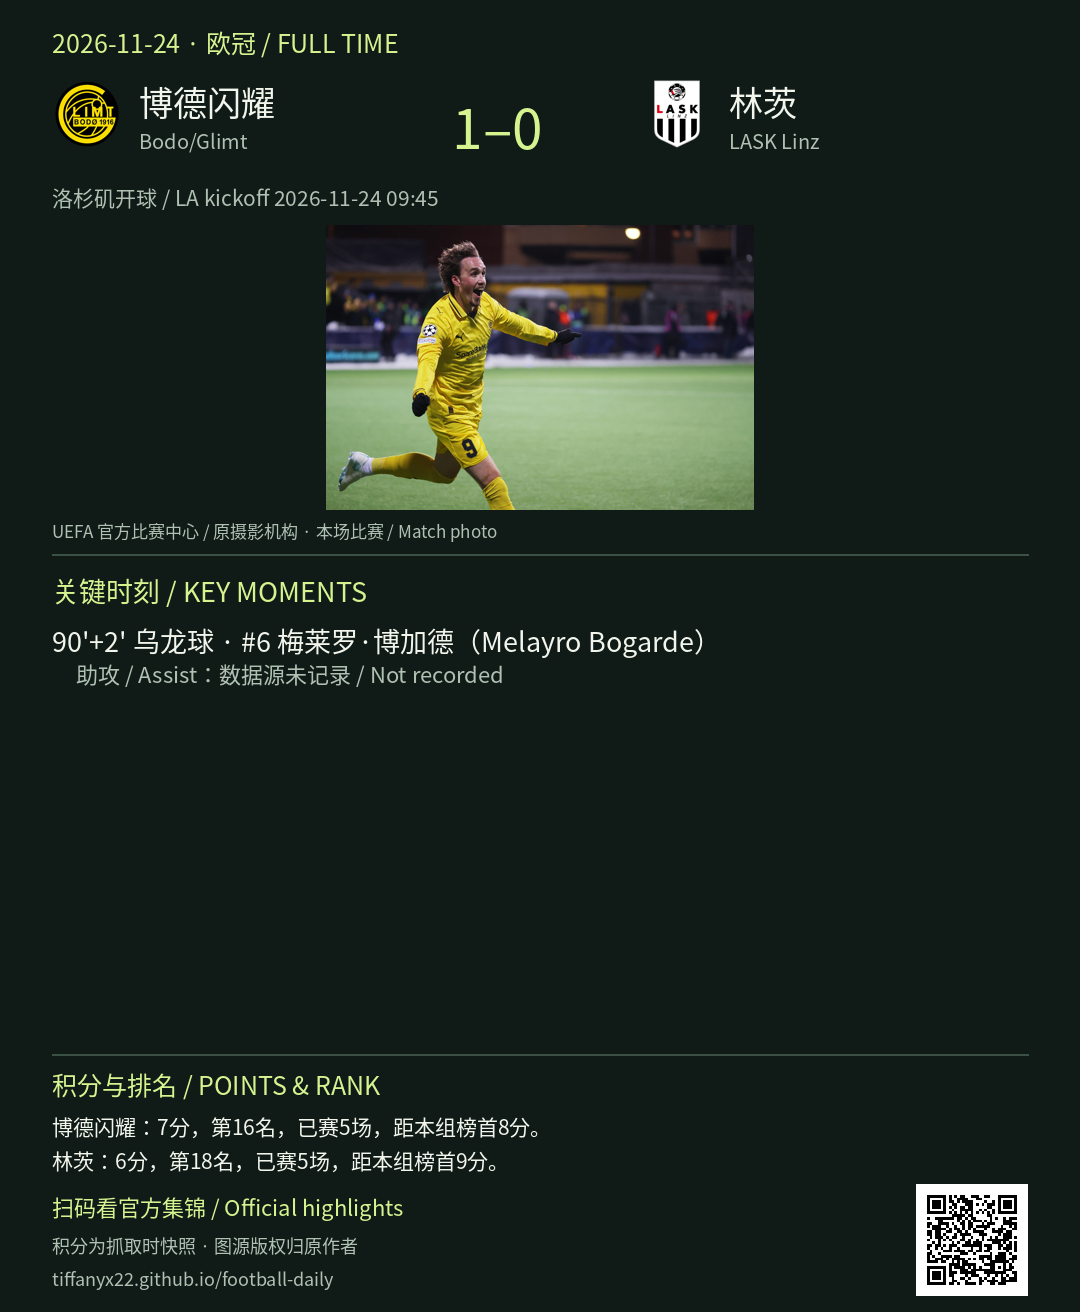 2026-11-24 · 欧冠 / FULL TIME
博德闪耀
Bodo/Glimt
1–0
林茨
LASK Linz
洛杉矶开球 / LA kickoff 2026-11-24 09:45
9
UEFA 官方比赛中心 / 原摄影机构 · 本场比赛 / Match photo
关键时刻 / KEY MOMENTS
90'+2' 乌龙球 · #6 梅莱罗·博加德（Melayro Bogarde）
助攻 / Assist：数据源未记录 / Not recorded
积分与排名 / POINTS & RANK
博德闪耀：7分，第16名，已赛5场，距本组榜首8分。
林茨：6分，第18名，已赛5场，距本组榜首9分。
扫码看官方集锦 / Official highlights
积分为抓取时快照 · 图源版权归原作者
tiffanyx22.github.io/football-daily